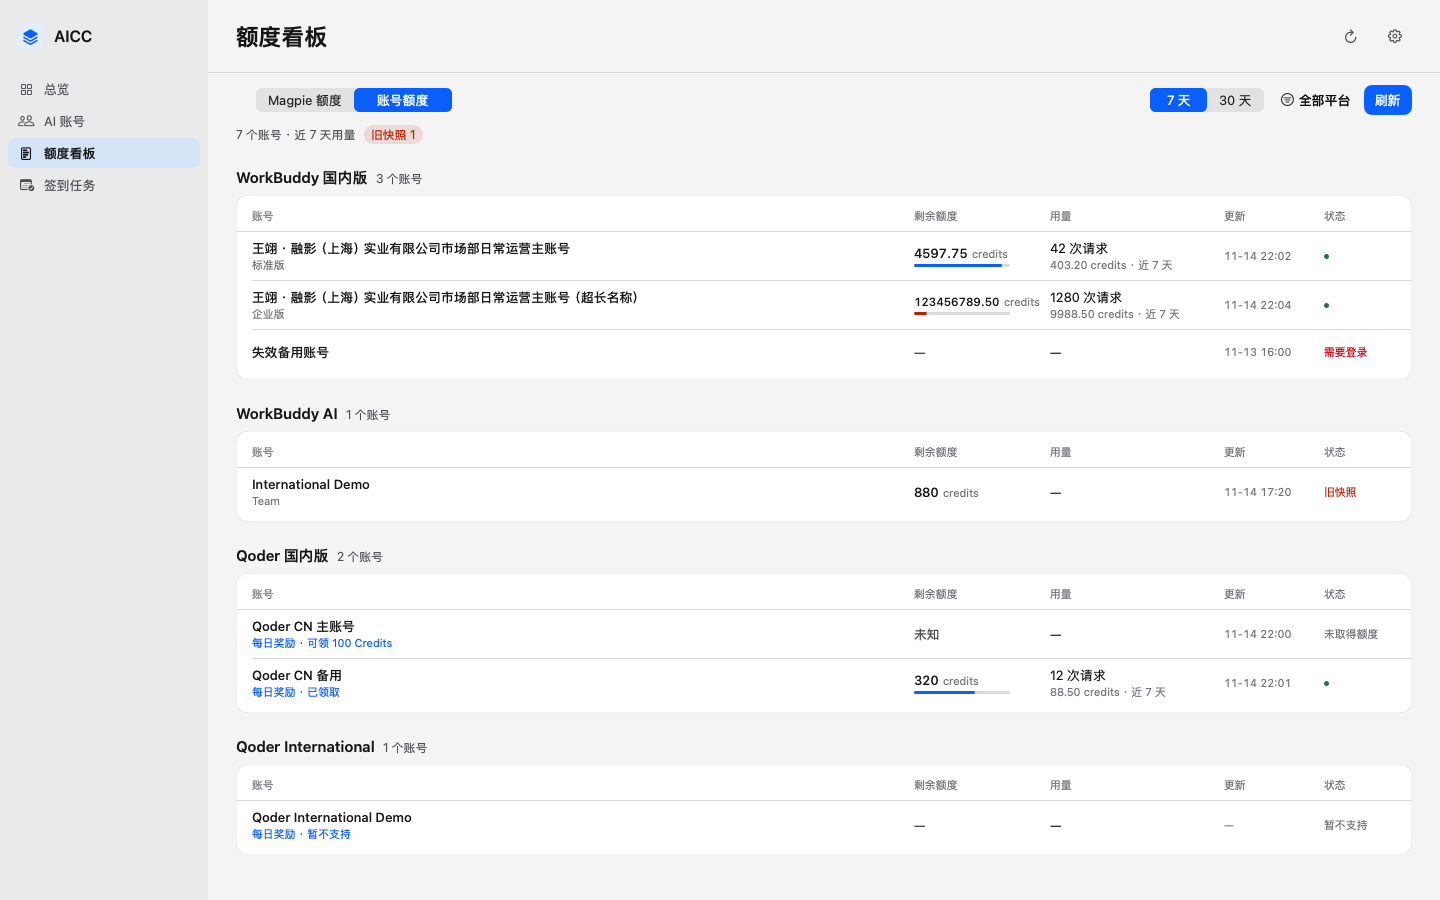 AICC
总览
AI 账号
额度看板
签到任务
额度看板
Magpie 额度
账号额度
7 天
30 天
全部平台
刷新
7 个账号 · 近 7 天用量
旧快照 1
WorkBuddy 国内版 3 个账号
账号 剩余额度 用量 更新 状态
王翊 · 融影（上海）实业有限公司市场部日常运营主账号
标准版
4597.75 credits
42 次请求
403.20 credits · 近 7 天
11-14 22:02
王翊 · 融影（上海）实业有限公司市场部日常运营主账号（超长名称）
企业版
123456789.50 credits
1280 次请求
9988.50 credits · 近 7 天
11-14 22:04
失效备用账号 — — 11-13 16:00 需要登录
WorkBuddy AI 1 个账号
账号 剩余额度 用量 更新 状态
International Demo
Team
880 credits — 11-14 17:20 旧快照
Qoder 国内版 2 个账号
账号 剩余额度 用量 更新 状态
Qoder CN 主账号
每日奖励 · 可领 100 Credits
未知 — 11-14 22:00 未取得额度
Qoder CN 备用
每日奖励 · 已领取
320 credits
12 次请求
88.50 credits · 近 7 天
11-14 22:01
Qoder International 1 个账号
账号 剩余额度 用量 更新 状态
Qoder International Demo
每日奖励 · 暂不支持
— — — 暂不支持